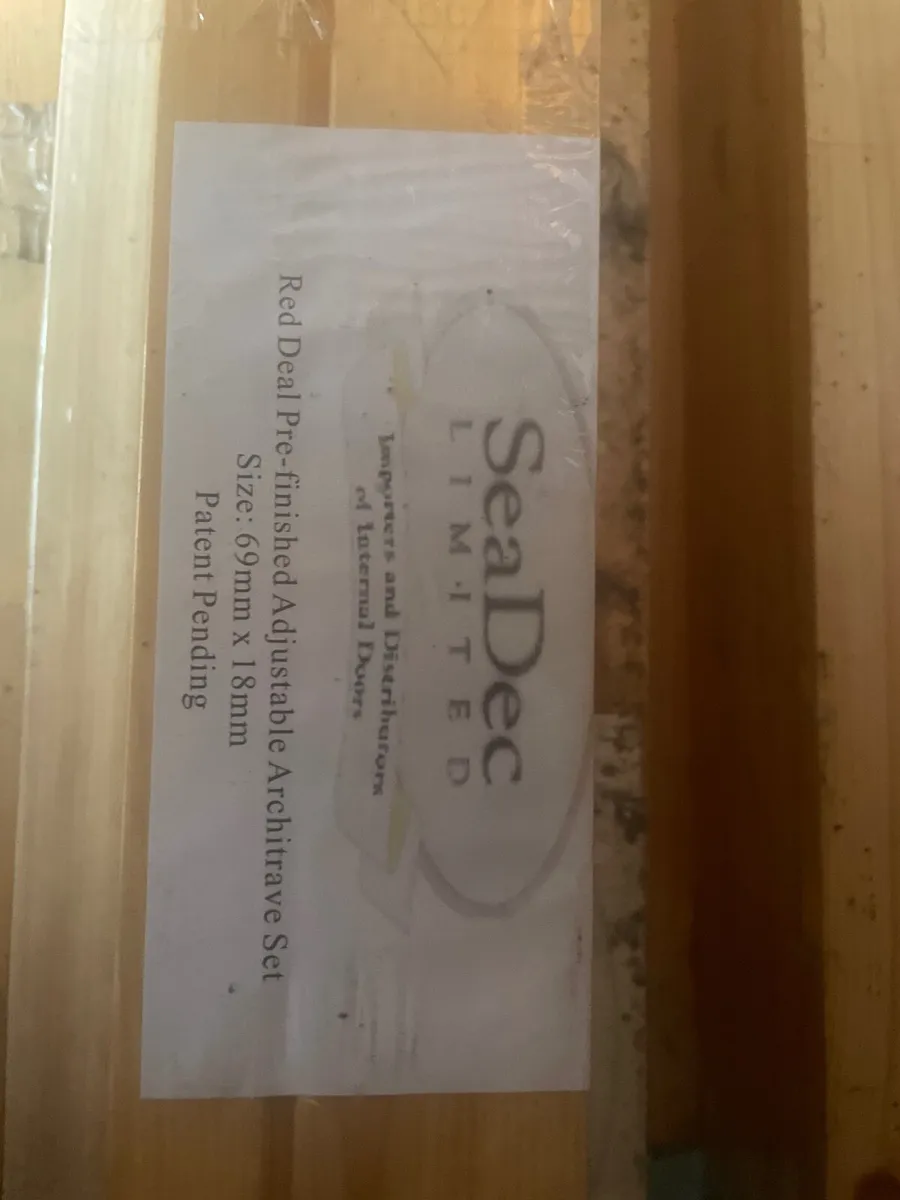 SeaDec
LIMITED
Importers and Distributors
of Internal Doors
Red Deal Pre-finished Adjustable Architrave Set
Size: 69mm x 18mm
Patent Pending